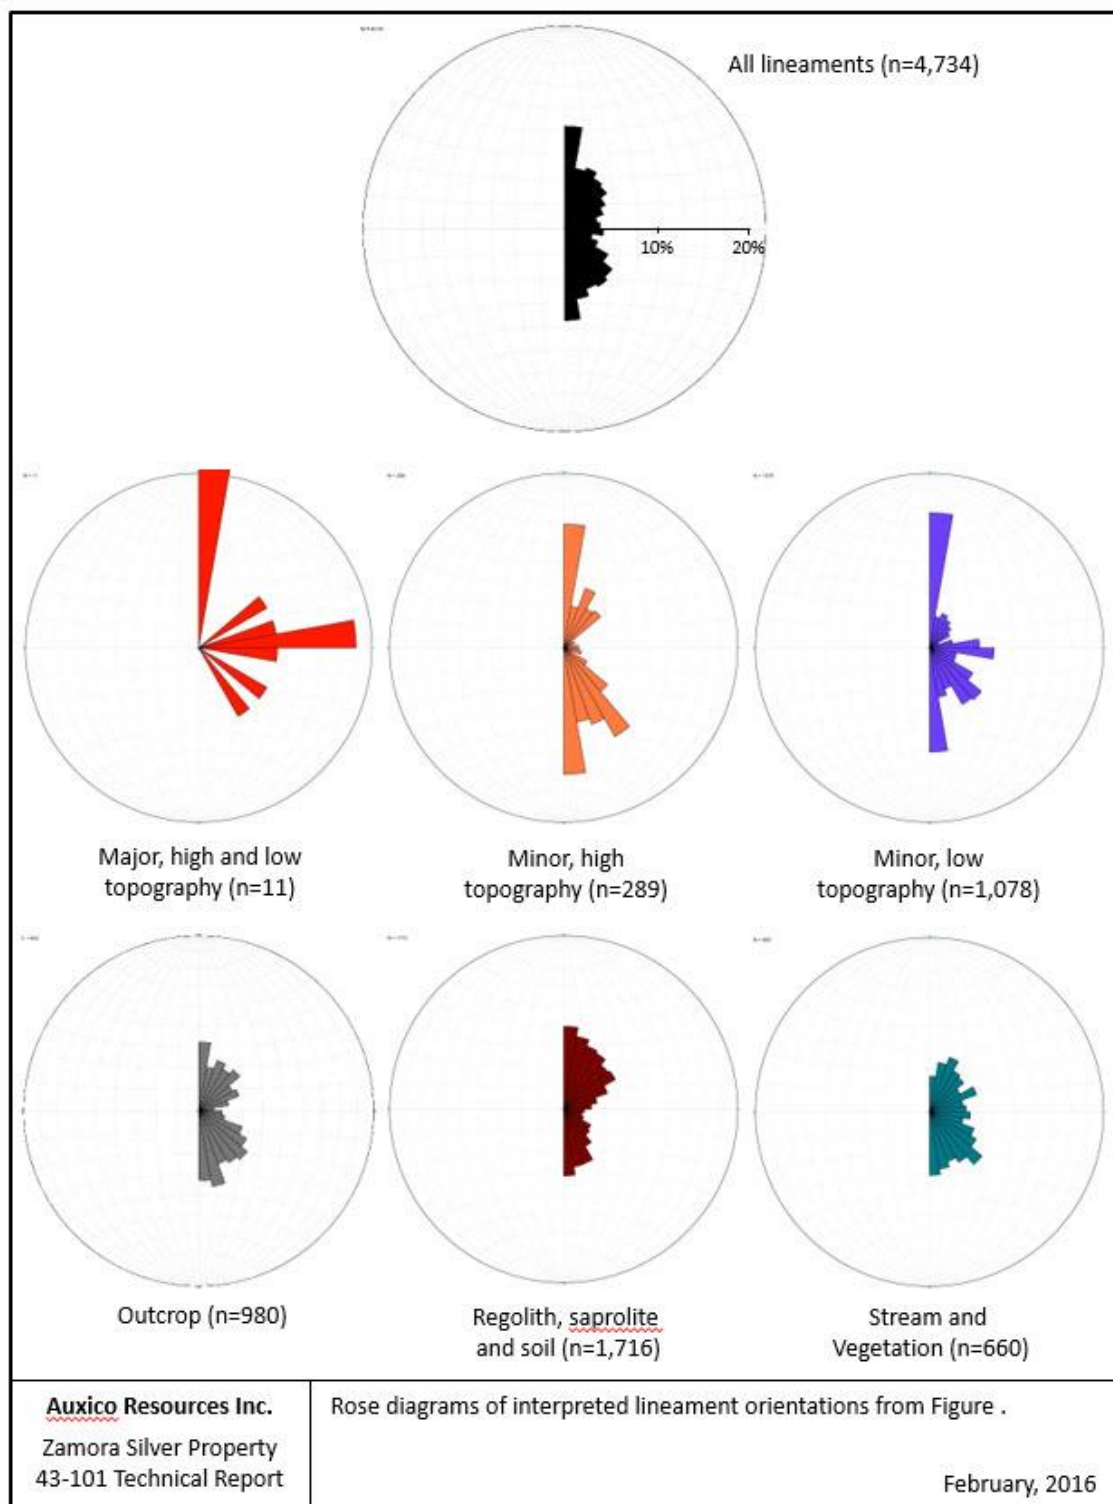 All lineaments (n=4,734)
10%
20%
Major, high and low
topography (n=11)
Minor, high
topography (n=289)
Minor, low
topography (n=1,078)
Outcrop (n=980)
Regolith, saprolite
and soil (n=1,716)
Stream and
Vegetation (n=660)
Auxico Resources Inc.
Zamora Silver Property
43-101 Technical Report
Rose diagrams of interpreted lineament orientations from Figure .
February, 2016